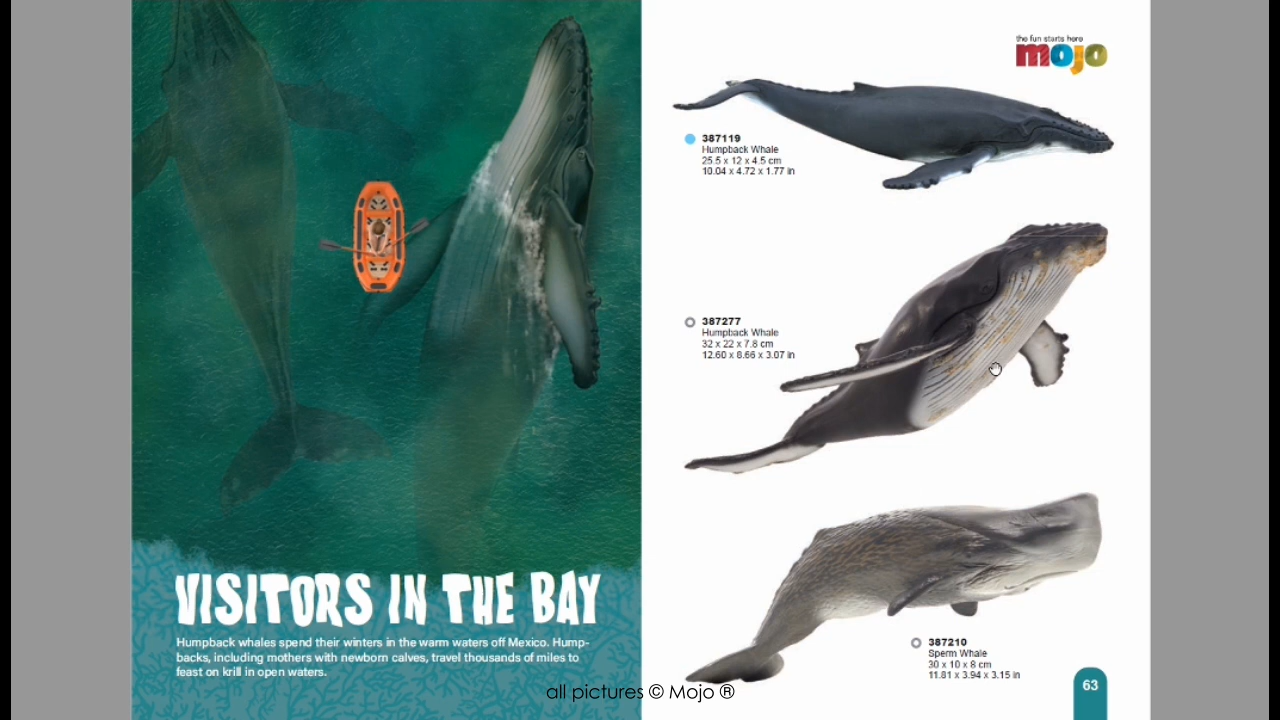 VISITORS IN THE BAY
Humpback whales spend their winters in the warm waters off Mexico. Hump-
backs, including mothers with newborn calves, travel thousands of miles to
feast on krill in open waters.
the fun starts here
mojo
387119
Humpback Whale
25.5 x 12 x 4.5 cm
10.04 x 4.72 x 1.77 in
387277
Humpback Whale
32 x 22 x 7.8 cm
12.60 x 8.66 x 3.07 in
387210
Sperm Whale
30 x 10 x 8 cm
11.81 x 3.94 x 3.15 in
63
all pictures © Mojo ®